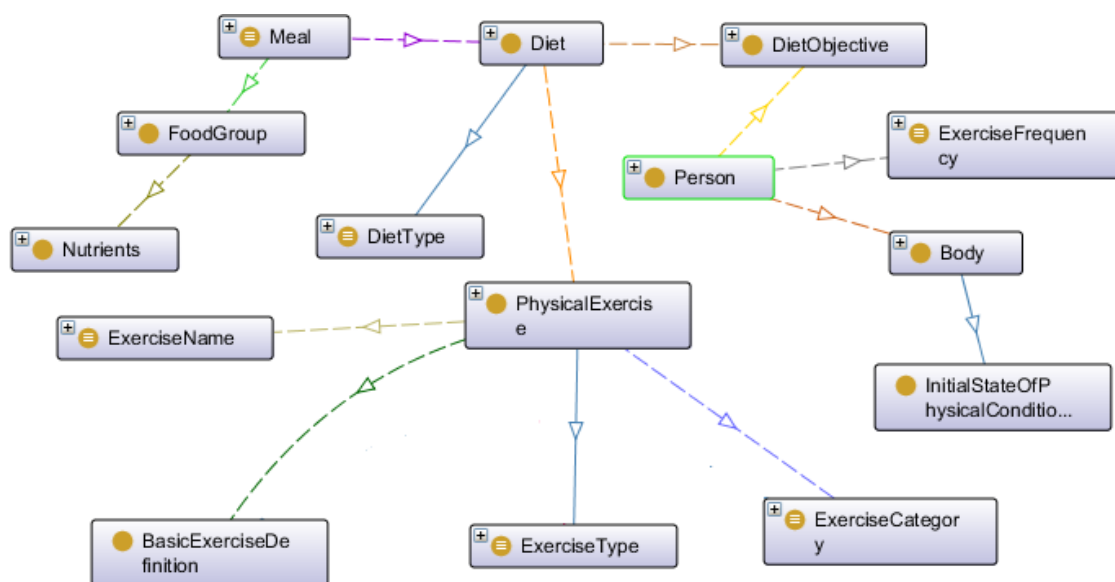 Meal
Diet
DietObjective
FoodGroup
ExerciseFrequen
cy
Person
Nutrients
DietType
Body
PhysicalExercis
e
ExerciseName
InitialStateOfP
hysicalConditio...
BasicExerciseDe
finition
ExerciseType
ExerciseCategor
y